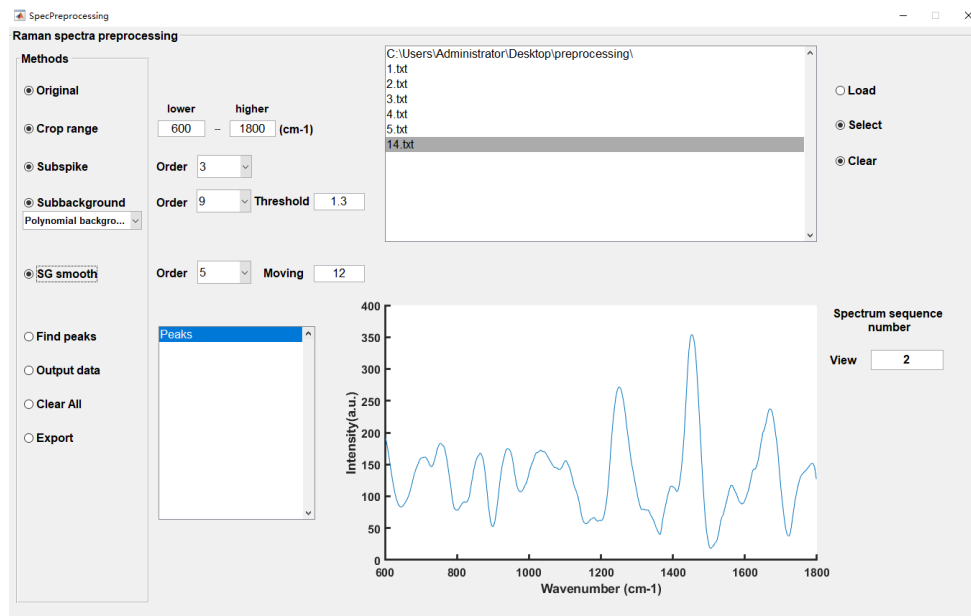 SpecPreprocessing
Raman spectra preprocessing
Methods
Original
Crop range
lower higher
600 -- 1800 (cm-1)
Subspike
Order 3
Subbackground
Order 9 Threshold 1.3
Polynomial backgro...
SG smooth
Order 5 Moving 12
Find peaks
Output data
Clear All
Export
Peaks
C:\Users\Administrator\Desktop\preprocessing\
1.txt
2.txt
3.txt
4.txt
5.txt
14.txt
Load
Select
Clear
Spectrum sequence
number
View 2
Intensity(a.u.)
400
350
300
250
200
150
100
50
0
600 800 1000 1200 1400 1600 1800
Wavenumber (cm-1)